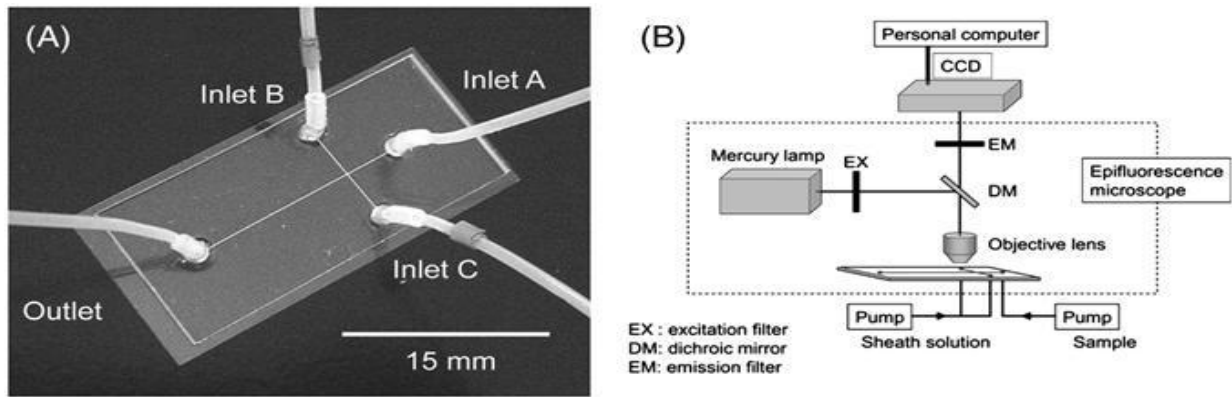 (A)
Inlet B
Inlet A
Inlet C
Outlet
15 mm
(B)
Personal computer
CCD
EM
Mercury lamp
EX
DM
Epifluorescence
microscope
Objective lens
Pump
Pump
Sheath solution
Sample
EX : excitation filter
DM: dichroic mirror
EM: emission filter